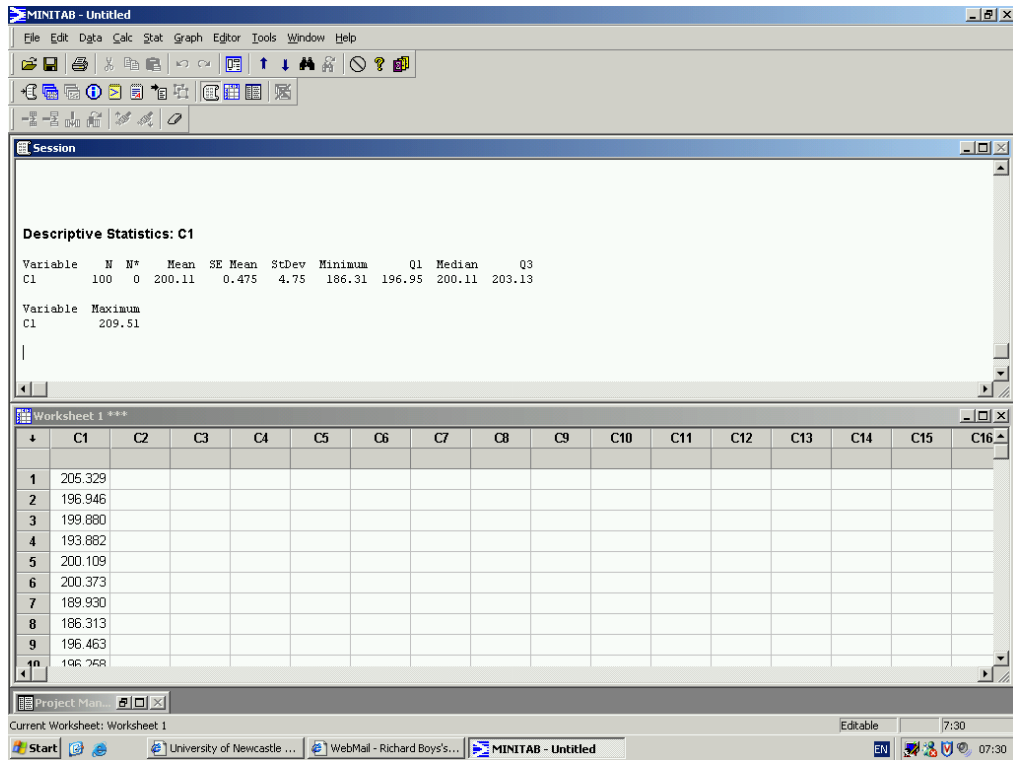 MINITAB - Untitled
File Edit Data Calc Stat Graph Editor Tools Window Help
Session
Descriptive Statistics: C1
Variable N N* Mean SE Mean StDev Minimum Q1 Median Q3
C1 100 0 200.11 0.475 4.75 186.31 196.95 200.11 203.13
Variable Maximum
C1 209.51
Worksheet 1 ***
C1 C2 C3 C4 C5 C6 C7 C8 C9 C10 C11 C12 C13 C14 C15 C16
1 205.329
2 196.946
3 199.880
4 193.882
5 200.109
6 200.373
7 189.930
8 186.313
9 196.463
10 196.258
Project Man...
Current Worksheet: Worksheet 1 Editable 7:30
Start University of Newcastle ... WebMail - Richard Boys's... MINITAB - Untitled EN 07:30